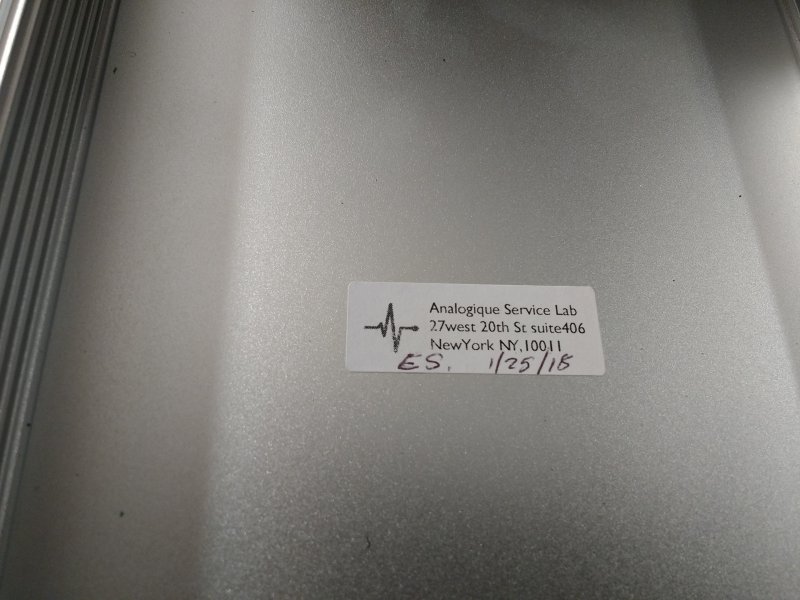 Analogique Service Lab
27west 20th St suite406
NewYork NY,10011
ES. 1/25/18